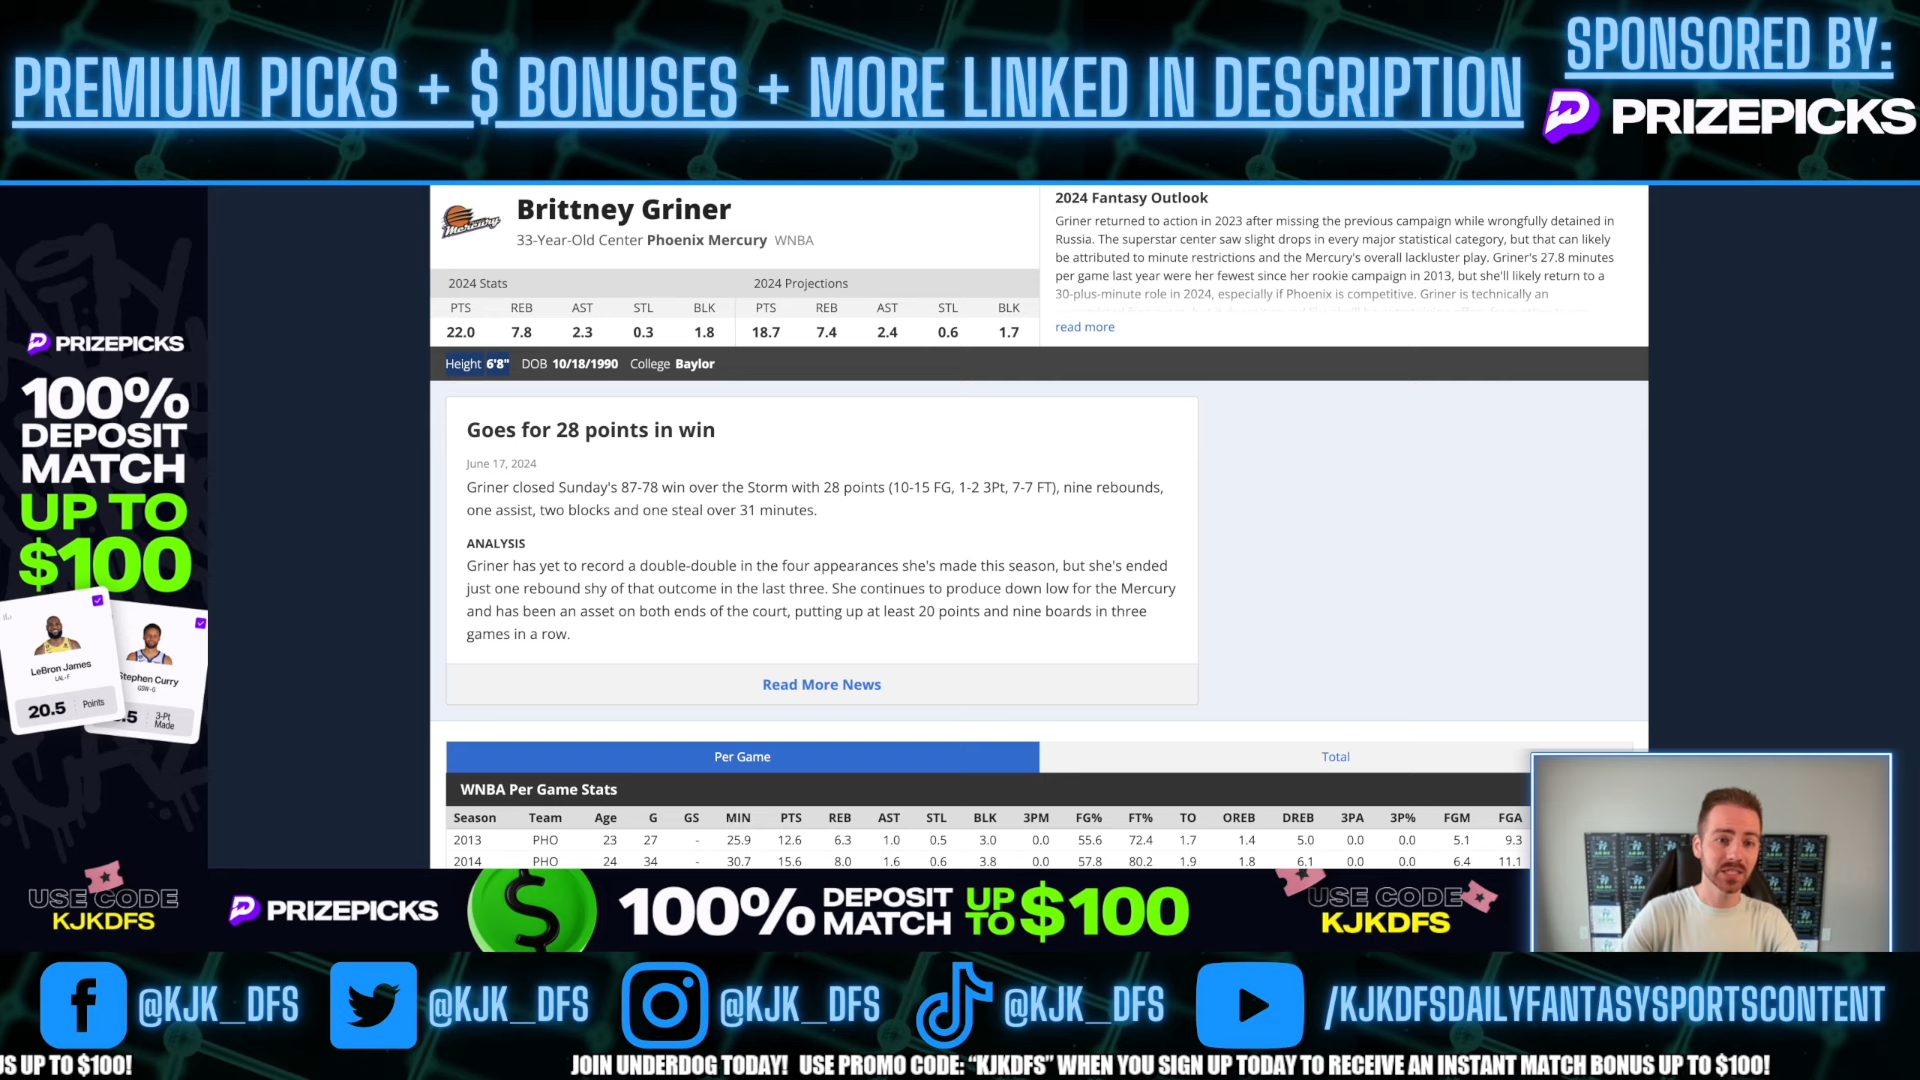 PREMIUM PICKS + $ BONUSES + MORE LINKED IN DESCRIPTION
SPONSORED BY:
PRIZEPICKS
Brittney Griner
33-Year-Old Center Phoenix Mercury WNBA
2024 Stats 2024 Projections
PTS REB AST STL BLK PTS REB AST STL BLK
22.0 7.8 2.3 0.3 1.8 18.7 7.4 2.4 0.6 1.7
2024 Fantasy Outlook
Griner returned to action in 2023 after missing the previous campaign while wrongfully detained in
Russia. The superstar center saw slight drops in every major statistical category, but that can likely
be attributed to minute restrictions and the Mercury's overall lackluster play. Griner's 27.8 minutes
per game last year were her fewest since her rookie campaign in 2013, but she'll likely return to a
30-plus-minute role in 2024, especially if Phoenix is competitive. Griner is technically an
read more
Height 6'8" DOB 10/18/1990 College Baylor
Goes for 28 points in win
June 17, 2024
Griner closed Sunday's 87-78 win over the Storm with 28 points (10-15 FG, 1-2 3Pt, 7-7 FT), nine rebounds,
one assist, two blocks and one steal over 31 minutes.
ANALYSIS
Griner has yet to record a double-double in the four appearances she's made this season, but she's ended
just one rebound shy of that outcome in the last three. She continues to produce down low for the Mercury
and has been an asset on both ends of the court, putting up at least 20 points and nine boards in three
games in a row.
Read More News
Per Game Total
WNBA Per Game Stats
Season Team Age G GS MIN PTS REB AST STL BLK 3PM FG% FT% TO OREB DREB 3PA 3P% FGM FGA
2013 PHO 23 27 - 25.9 12.6 6.3 1.0 0.5 3.0 0.0 55.6 72.4 1.7 1.4 5.0 0.0 0.0 5.1 9.3
2014 PHO 24 34 - 30.7 15.6 8.0 1.6 0.6 3.8 0.0 57.8 80.2 1.9 1.8 6.1 0.0 0.0 6.4 11.1
PRIZEPICKS
100%
DEPOSIT
MATCH
UP TO
$100
LeBron James
LAL-F
20.5 Points
Stephen Curry
GSW-G
.5 3-Pt
Made
USE CODE
KJKDFS
PRIZEPICKS
100% DEPOSIT
MATCH
UP
TO
$100
USE CODE
KJKDFS
@KJK_DFS @KJK_DFS @KJK_DFS @KJK_DFS /KJKDFSDAILYFANTASYSPORTSCONTENT
US UP TO $100! JOIN UNDERDOG TODAY! USE PROMO CODE: "KJKDFS" WHEN YOU SIGN UP TODAY TO RECEIVE AN INSTANT MATCH BONUS UP TO $100!